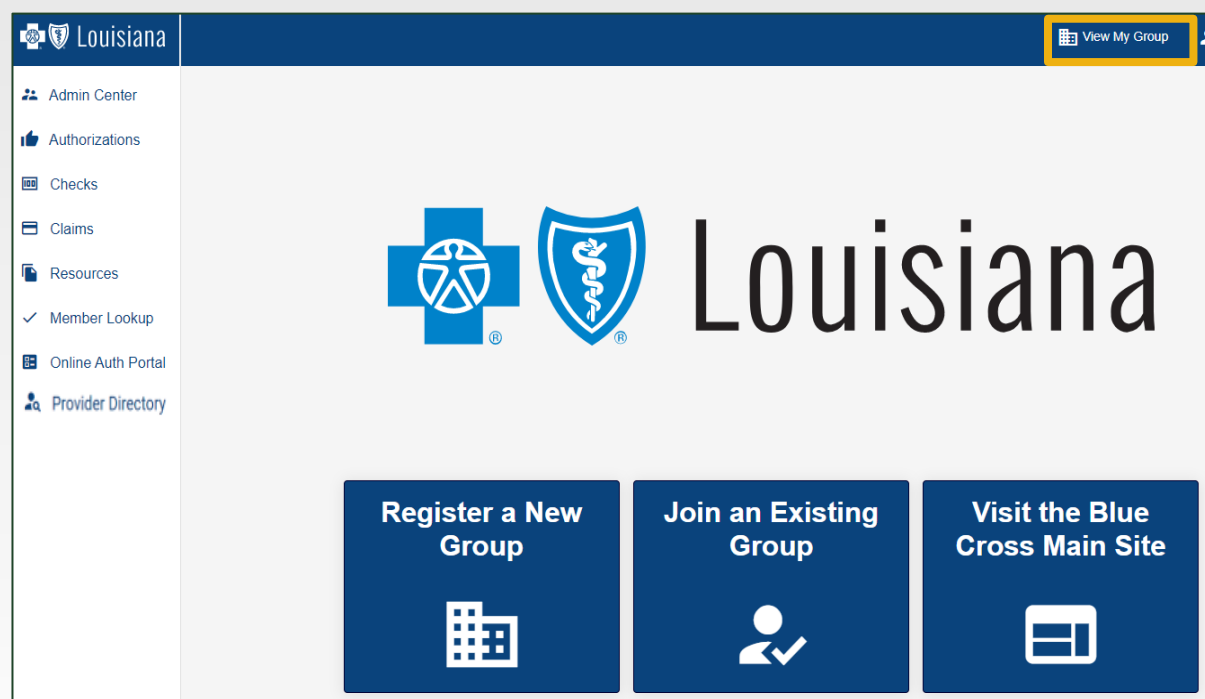 Louisiana
View My Group
Admin Center
Authorizations
Checks
Claims
Resources
Member Lookup
Online Auth Portal
Provider Directory
® ® Louisiana
Register a New
Group
Join an Existing
Group
Visit the Blue
Cross Main Site